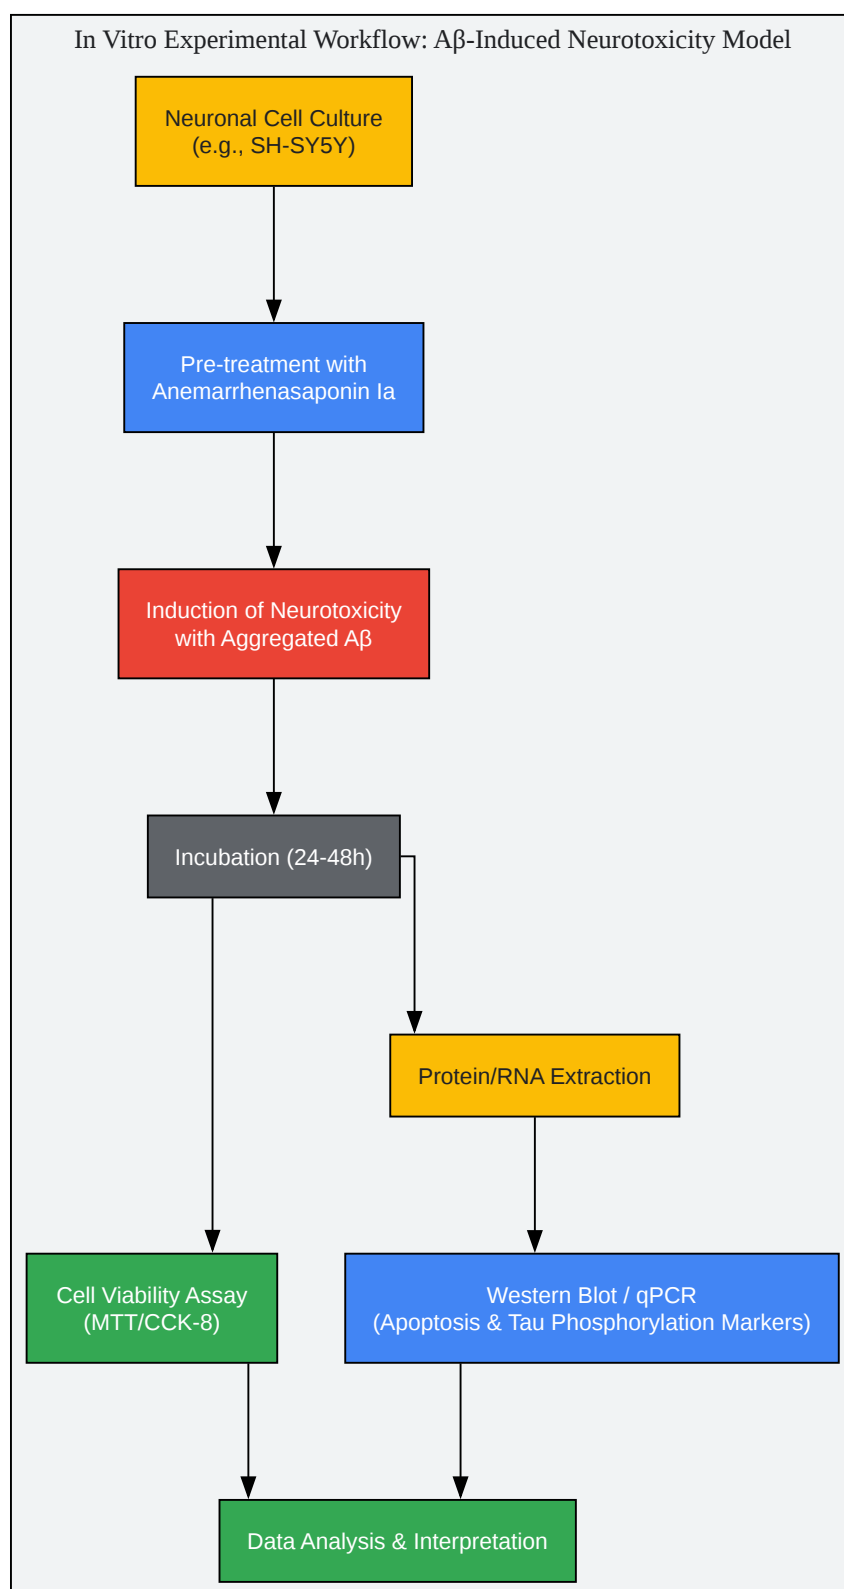 In Vitro Experimental Workflow: Aβ-Induced Neurotoxicity Model
Neuronal Cell Culture
(e.g., SH-SY5Y)
Pre-treatment with
Anemarrhenasaponin Ia
Induction of Neurotoxicity
with Aggregated Aβ
Incubation (24-48h)
Protein/RNA Extraction
Cell Viability Assay
(MTT/CCK-8)
Western Blot / qPCR
(Apoptosis & Tau Phosphorylation Markers)
Data Analysis & Interpretation